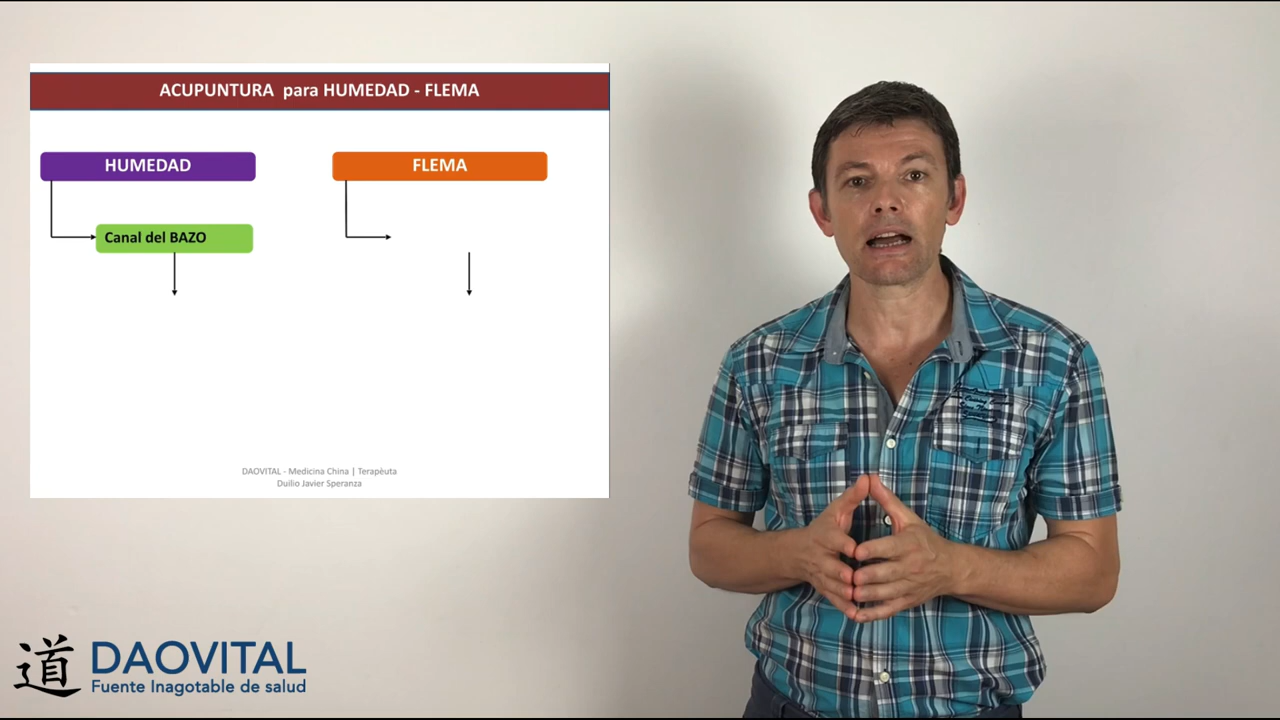 ACUPUNTURA para HUMEDAD - FLEMA
HUMEDAD
FLEMA
Canal del BAZO
DAOVITAL - Medicina China | Terapèuta
Duilio Javier Speranza
道
DAOVITAL
Fuente Inagotable de salud